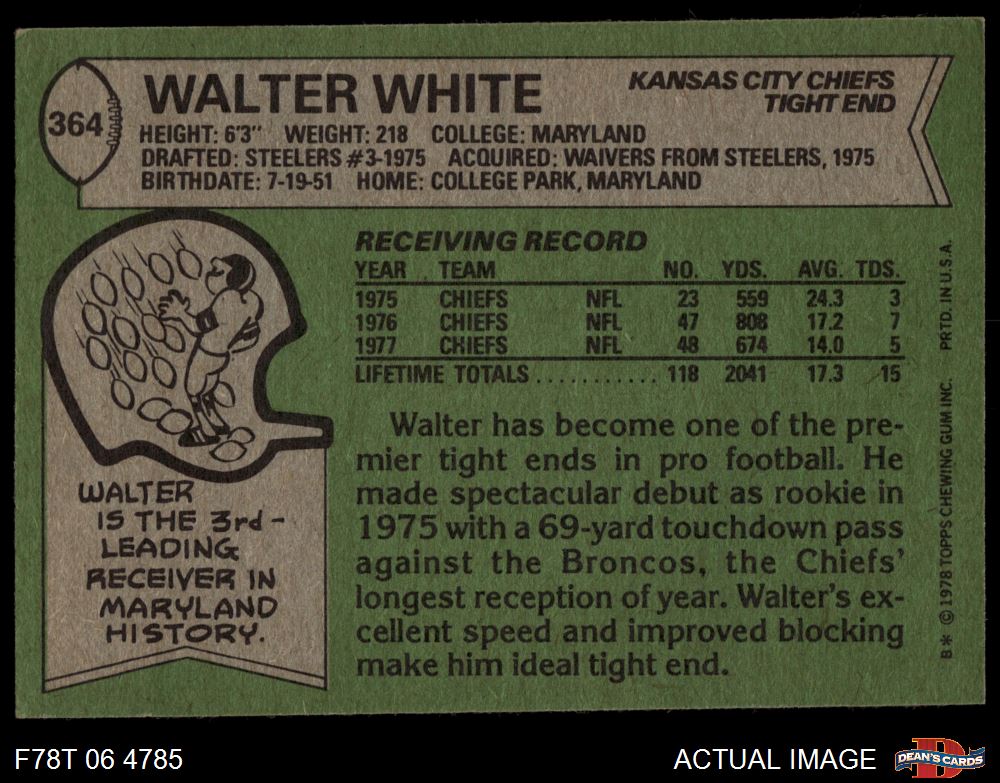 364
WALTER WHITE
KANSAS CITY CHIEFS
TIGHT END
HEIGHT: 6'3" WEIGHT: 218 COLLEGE: MARYLAND
DRAFTED: STEELERS #3-1975 ACQUIRED: WAIVERS FROM STEELERS, 1975
BIRTHDATE: 7-19-51 HOME: COLLEGE PARK, MARYLAND
RECEIVING RECORD
YEAR TEAM NO. YDS. AVG. TDS.
1975 CHIEFS NFL 23 559 24.3 3
1976 CHIEFS NFL 47 808 17.2 7
1977 CHIEFS NFL 48 674 14.0 5
LIFETIME TOTALS ........... 118 2041 17.3 15
Walter has become one of the pre-
mier tight ends in pro football. He
made spectacular debut as rookie in
1975 with a 69-yard touchdown pass
against the Broncos, the Chiefs'
longest reception of year. Walter's ex-
cellent speed and improved blocking
make him ideal tight end.
WALTER
IS THE 3rd-
LEADING
RECEIVER IN
MARYLAND
HISTORY.
B* © 1978 TOPPS CHEWING GUM INC. PRTD. IN U.S.A.
F78T 06 4785
ACTUAL IMAGE
D
DEAN'S CARDS